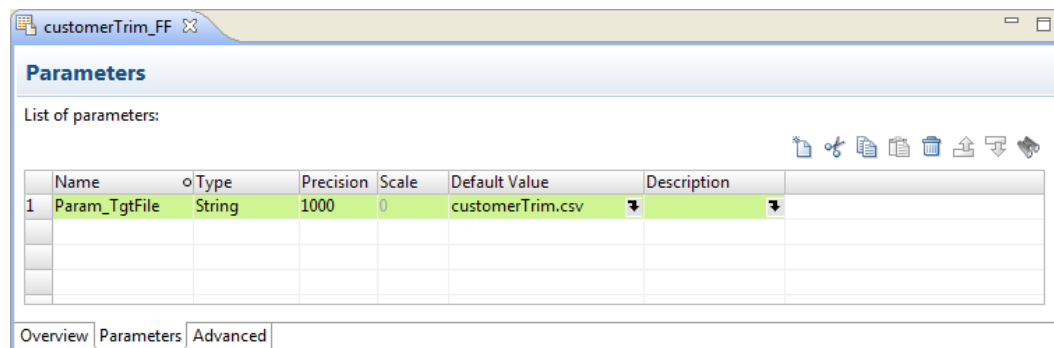 customerTrim_FF
Parameters
List of parameters:
Name Type Precision Scale Default Value Description
1 Param_TgtFile String 1000 0 customerTrim.csv
Overview Parameters Advanced